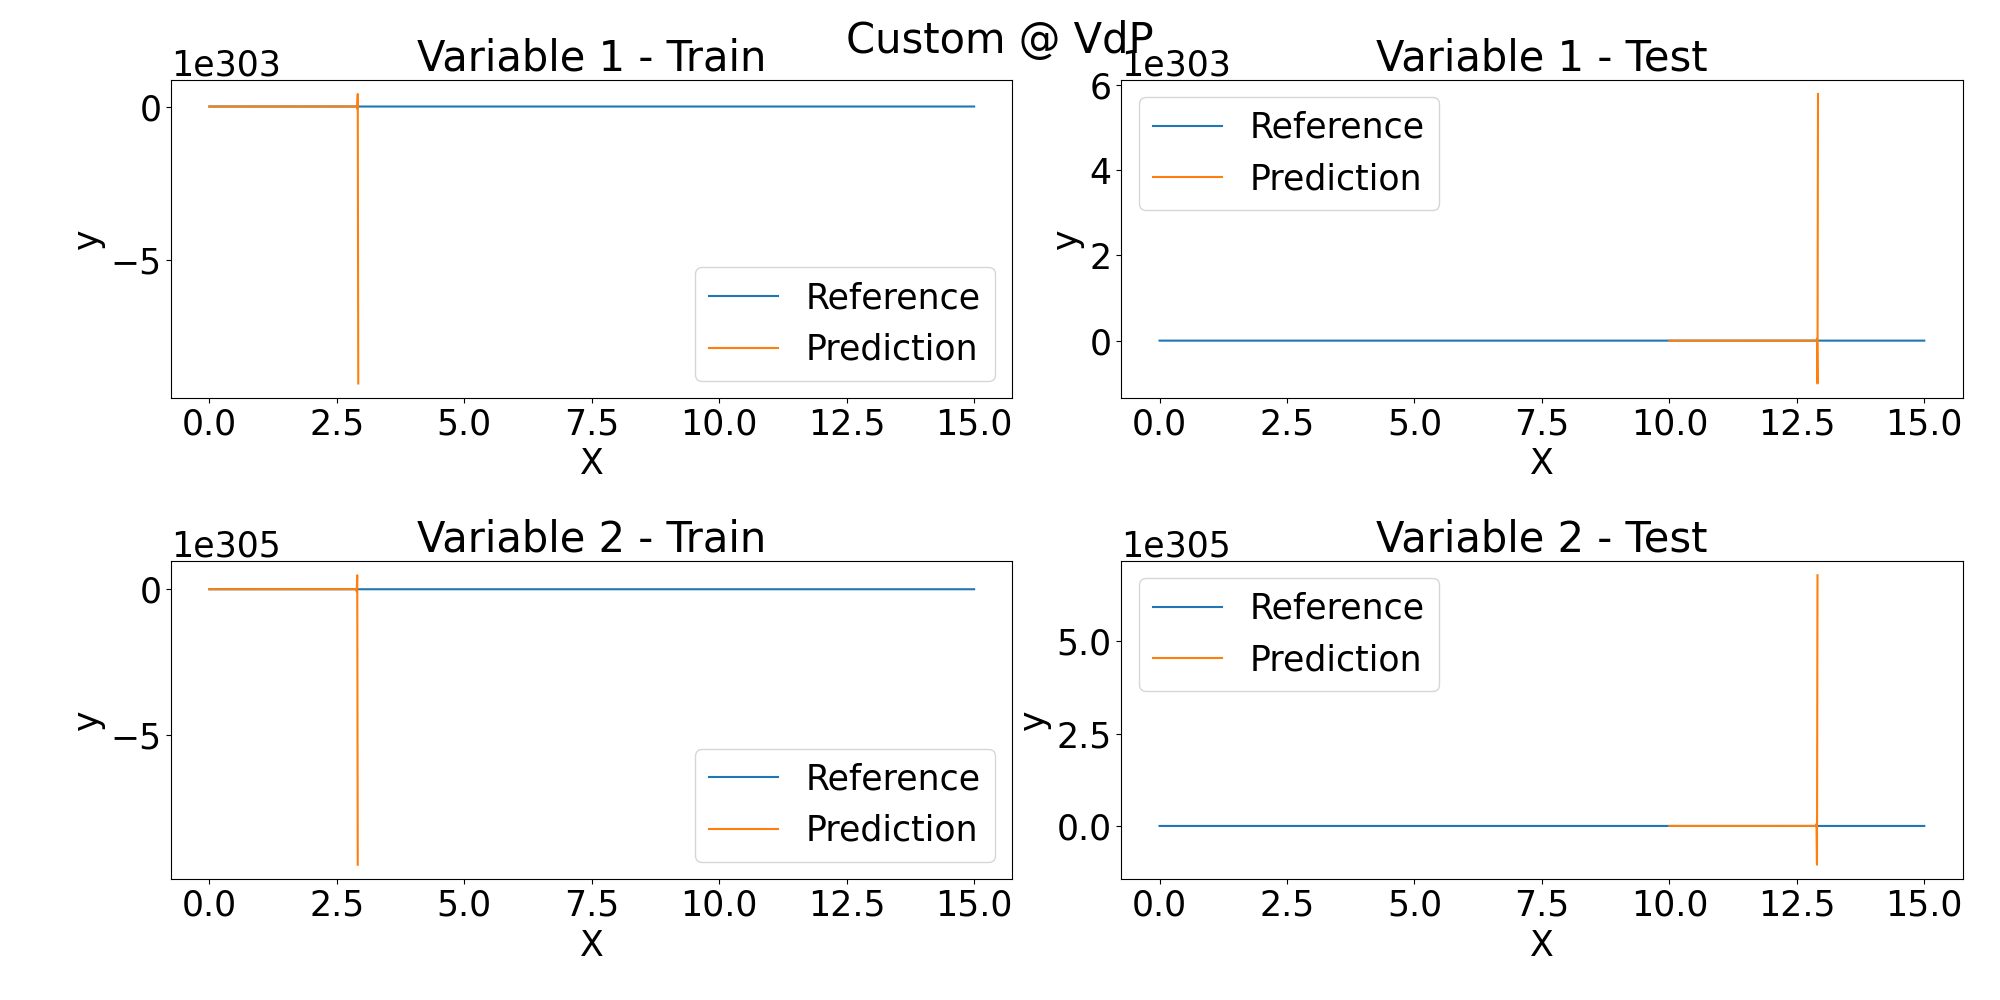 Custom @ VdP
Variable 1 - Train
1e303
0
−5
y
Reference
Prediction
0.0 2.5 5.0 7.5 10.0 12.5 15.0
X
Variable 1 - Test
1e303
6
4
2
0
y
Reference
Prediction
0.0 2.5 5.0 7.5 10.0 12.5 15.0
X
Variable 2 - Train
1e305
0
−5
y
Reference
Prediction
0.0 2.5 5.0 7.5 10.0 12.5 15.0
X
Variable 2 - Test
1e305
5.0
2.5
0.0
y
Reference
Prediction
0.0 2.5 5.0 7.5 10.0 12.5 15.0
X